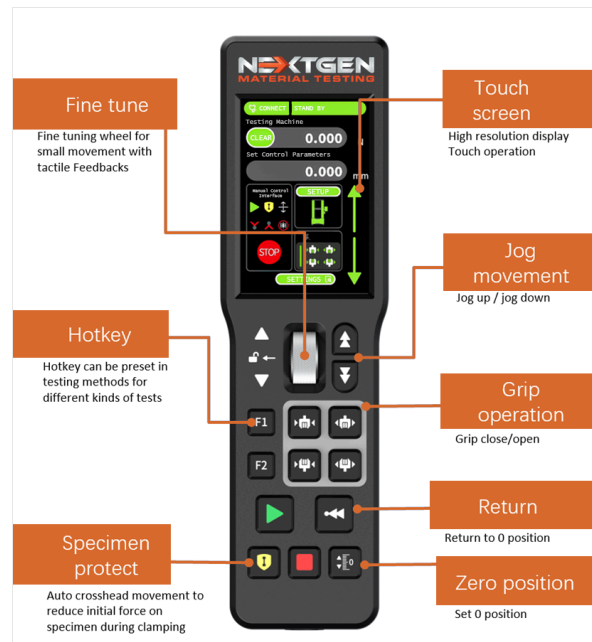 NEXTGEN
MATERIAL TESTING
Fine tune
Fine tuning wheel for
small movement with
tactile Feedbacks
Touch
screen
High resolution display
Touch operation
CONNECT STAND BY
Testing Machine
CLEAR 0.000 N
Set Control Parameters
0.000 mm
Manual Control
Interface
SETUP
STOP
SETTINGS
Jog
movement
Jog up / jog down
Hotkey
Hotkey can be preset in
testing methods for
different kinds of tests
Grip
operation
Grip close/open
F1
F2
Return
Return to 0 position
Specimen
protect
Auto crosshead movement to
reduce initial force on
specimen during clamping
0
Zero position
Set 0 position